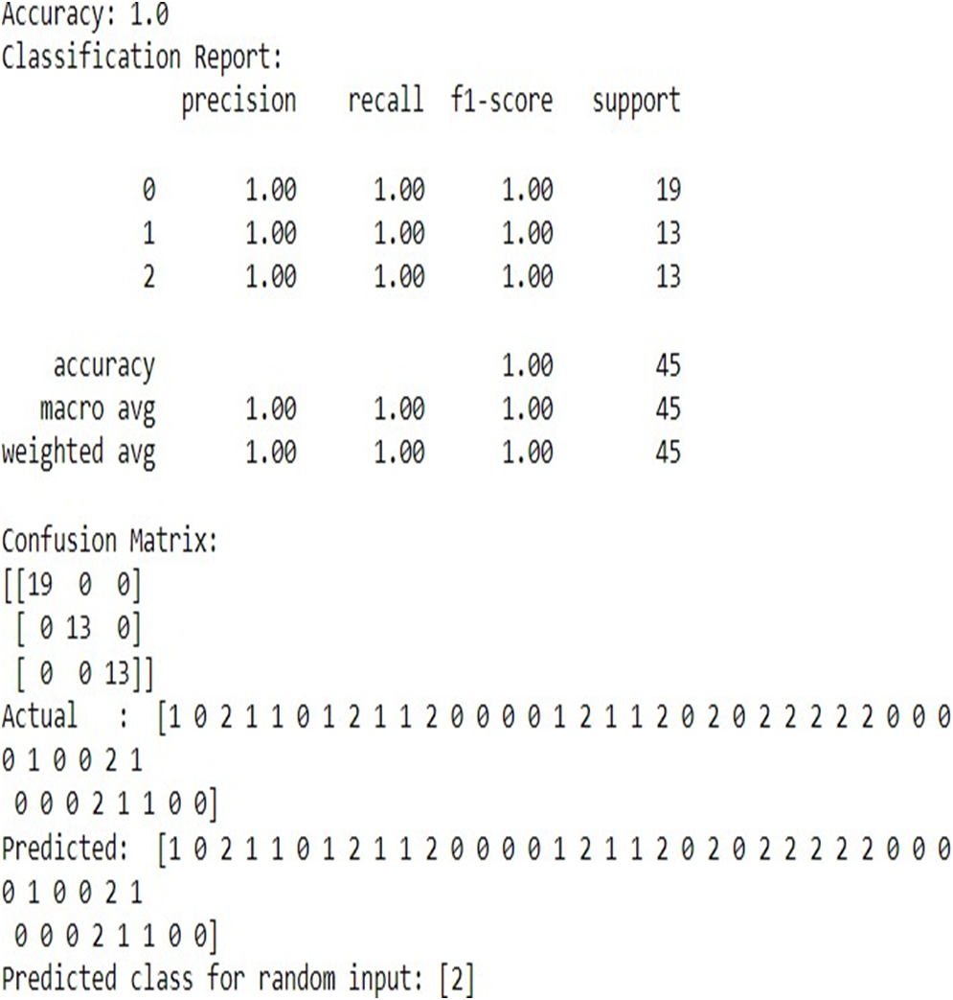 Accuracy: 1.0
Classification Report:
precision recall f1-score support
0 1.00 1.00 1.00 19
1 1.00 1.00 1.00 13
2 1.00 1.00 1.00 13
accuracy 1.00 45
macro avg 1.00 1.00 1.00 45
weighted avg 1.00 1.00 1.00 45
Confusion Matrix:
[[19 0 0]
[ 0 13 0]
[ 0 0 13]]
Actual : [1 0 2 1 1 0 1 2 1 1 2 0 0 0 0 1 2 1 1 2 0 2 0 2 2 2 2 2 0 0 0
0 1 0 0 2 1
0 0 0 2 1 1 0 0]
Predicted: [1 0 2 1 1 0 1 2 1 1 2 0 0 0 0 1 2 1 1 2 0 2 0 2 2 2 2 2 0 0 0
0 1 0 0 2 1
0 0 0 2 1 1 0 0]
Predicted class for random input: [2]